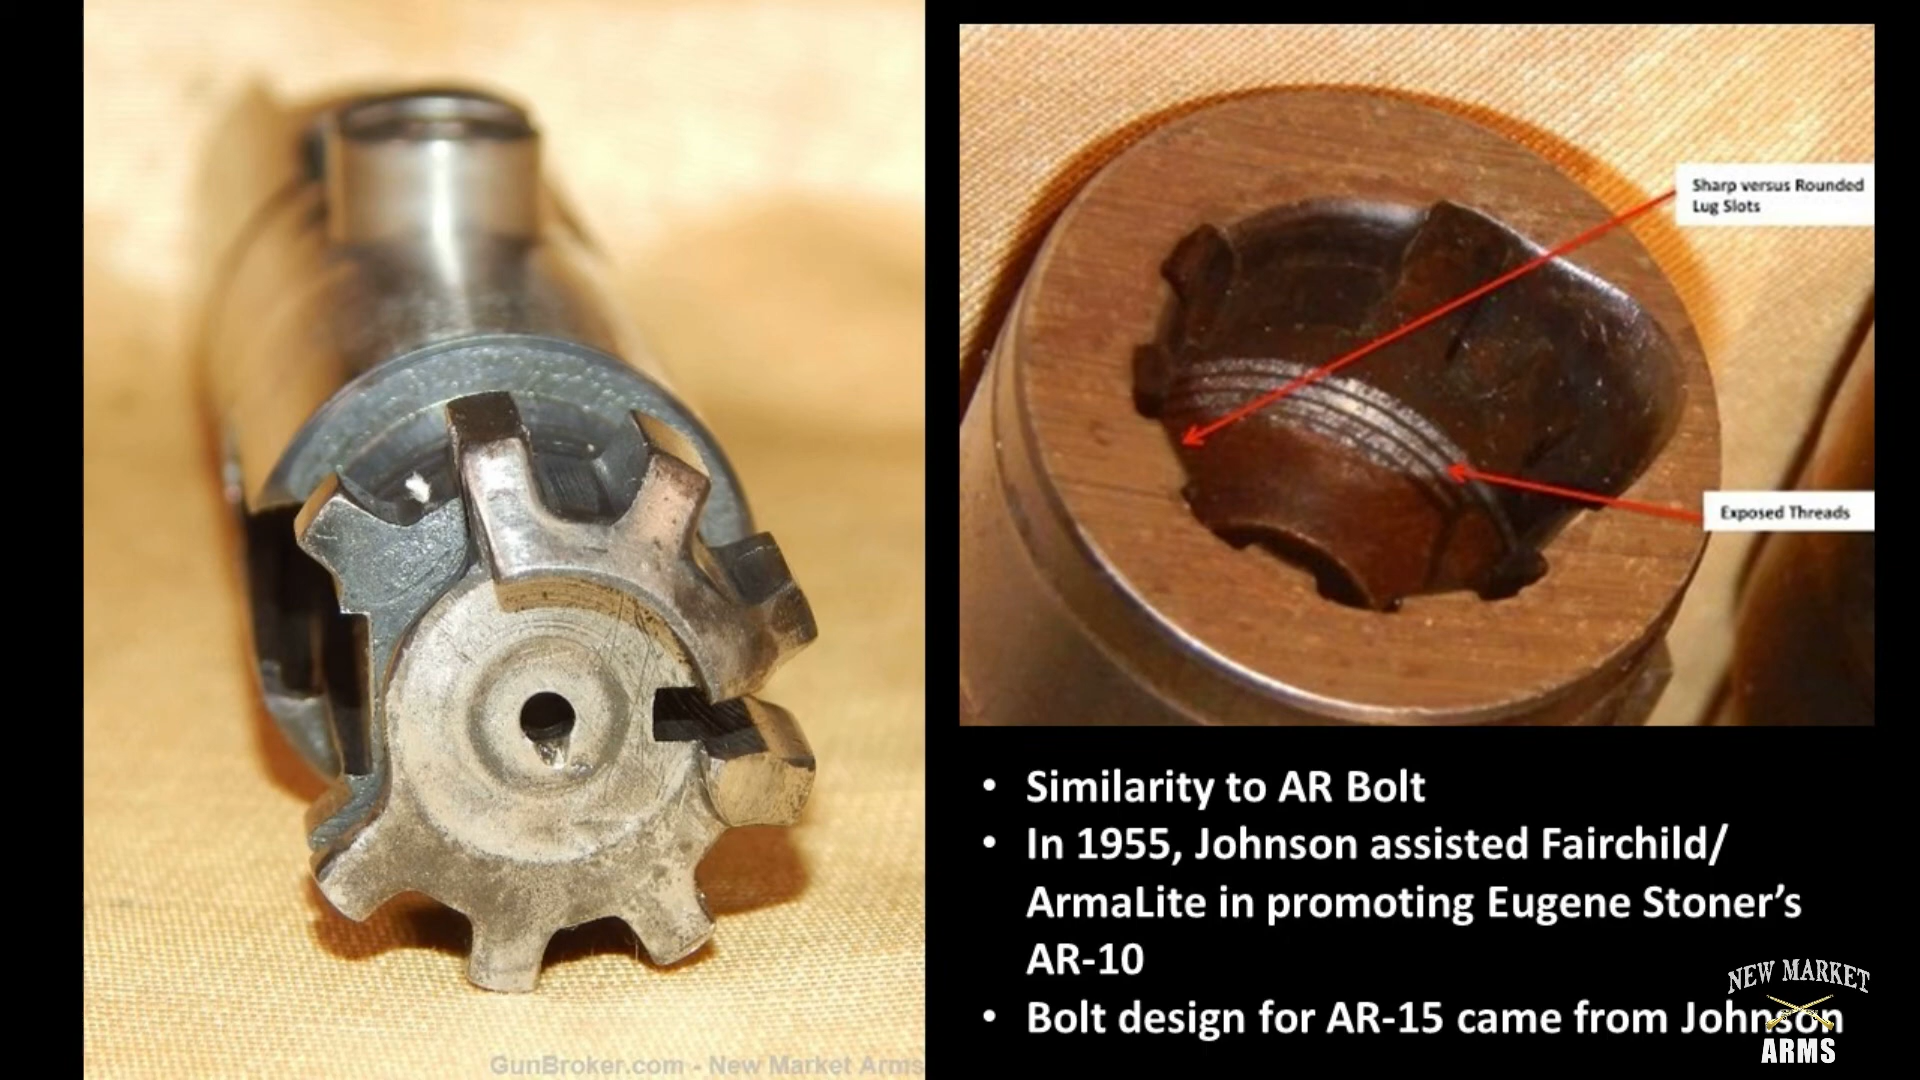 Sharp versus Rounded
Lug Slots
Exposed Threads
• Similarity to AR Bolt
• In 1955, Johnson assisted Fairchild/
ArmaLite in promoting Eugene Stoner’s
AR-10
• Bolt design for AR-15 came from Johnson
NEW MARKET
ARMS
GunBroker.com - New Market Arms